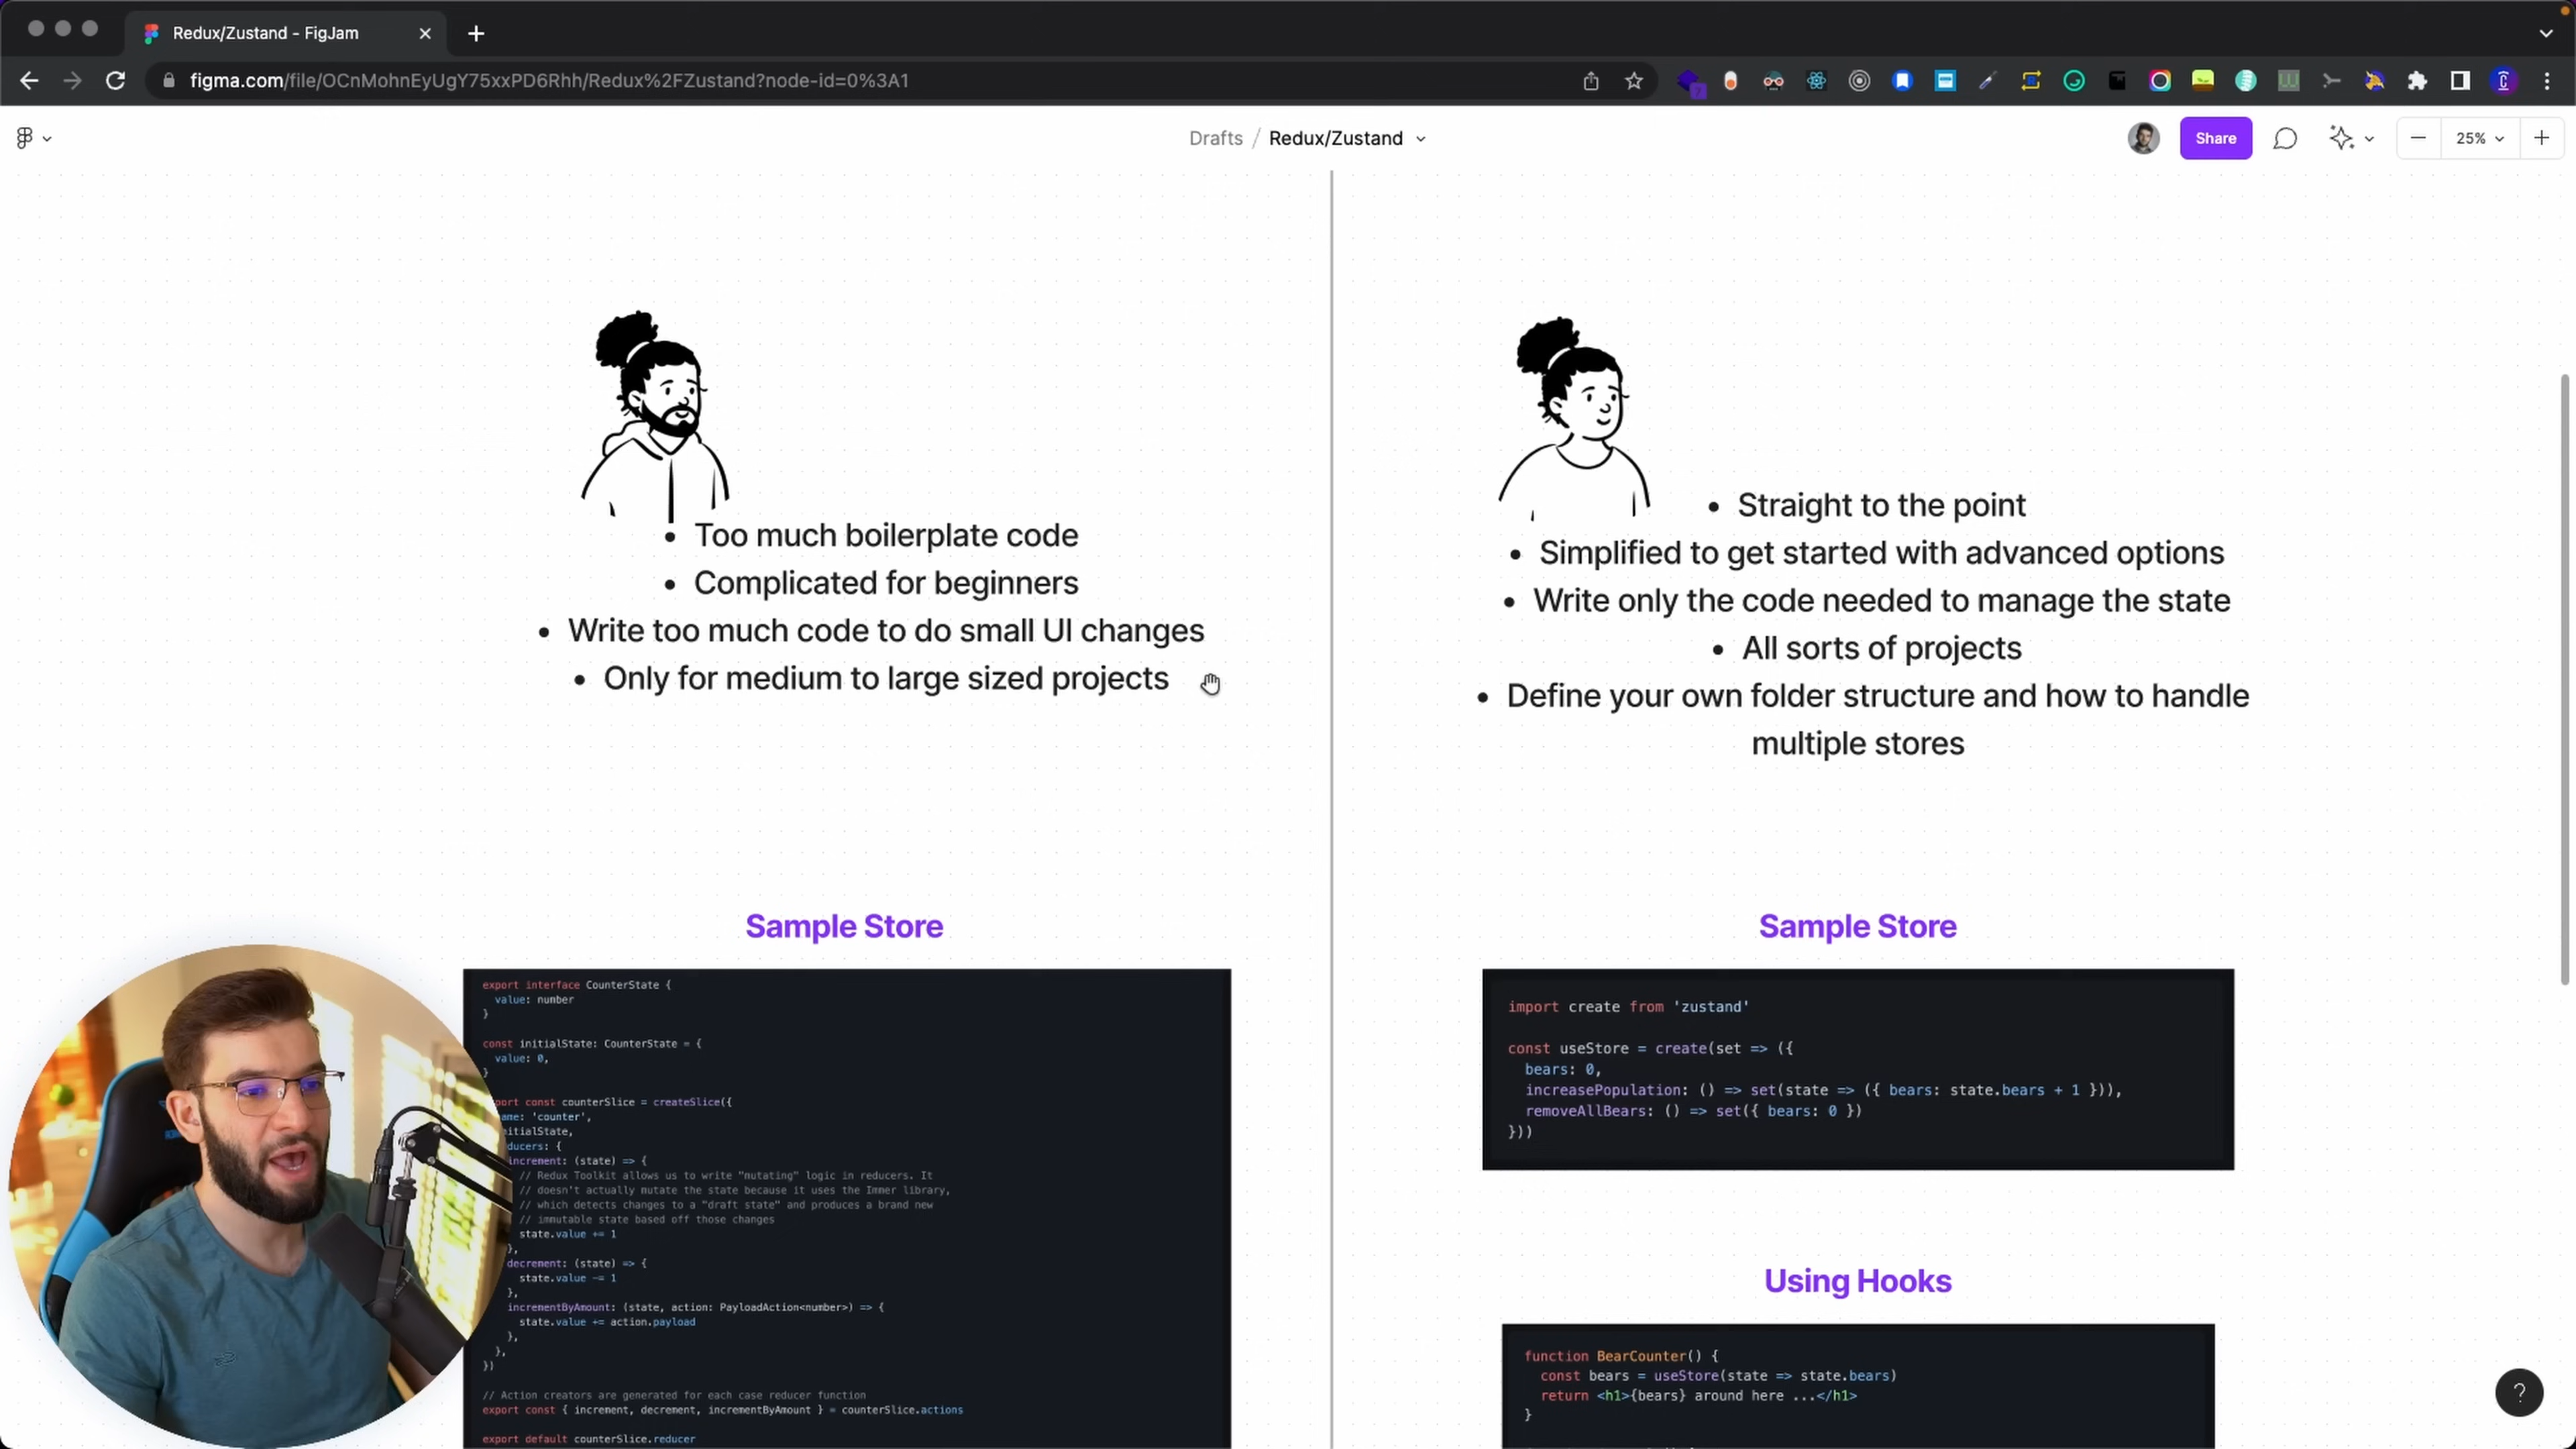 Redux/Zustand - FigJam
figma.com/file/OCnMohnEyUgY75xxPD6Rhh/Redux%2FZustand?node-id=0%3A1
Drafts / Redux/Zustand
Share
25%
• Too much boilerplate code
• Complicated for beginners
• Write too much code to do small UI changes
• Only for medium to large sized projects
• Straight to the point
• Simplified to get started with advanced options
• Write only the code needed to manage the state
• All sorts of projects
• Define your own folder structure and how to handle
multiple stores
Sample Store
export interface CounterState {
value: number
}
const initialState: CounterState = {
value: 0,
}
port const counterSlice = createSlice({
ame: 'counter',
itialState,
ducers: {
increment: (state) => {
// Redux Toolkit allows us to write "mutating" logic in reducers. It
// doesn't actually mutate the state because it uses the Immer library,
// which detects changes to a "draft state" and produces a brand new
// immutable state based off those changes
state.value += 1
},
decrement: (state) => {
state.value -= 1
},
incrementByAmount: (state, action: PayloadAction<number>) => {
state.value += action.payload
},
},
})
// Action creators are generated for each case reducer function
export const { increment, decrement, incrementByAmount } = counterSlice.actions
export default counterSlice.reducer
Sample Store
import create from 'zustand'
const useStore = create(set => ({
bears: 0,
increasePopulation: () => set(state => ({ bears: state.bears + 1 })),
removeAllBears: () => set({ bears: 0 })
}))
Using Hooks
function BearCounter() {
const bears = useStore(state => state.bears)
return <h1>{bears} around here ...</h1>
}
?